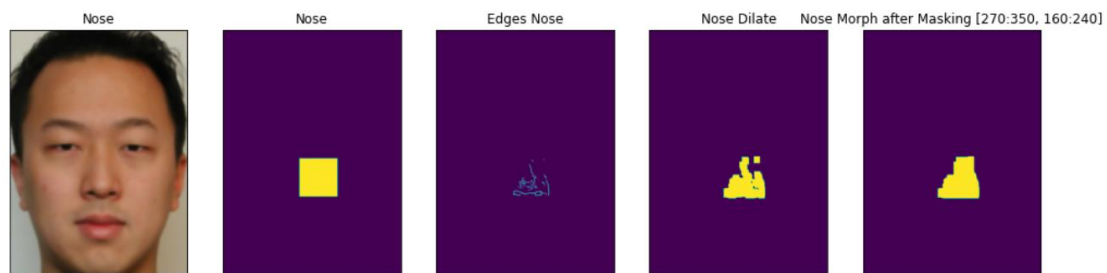 Nose
Nose
Edges Nose
Nose Dilate
Nose Morph after Masking [270:350, 160:240]